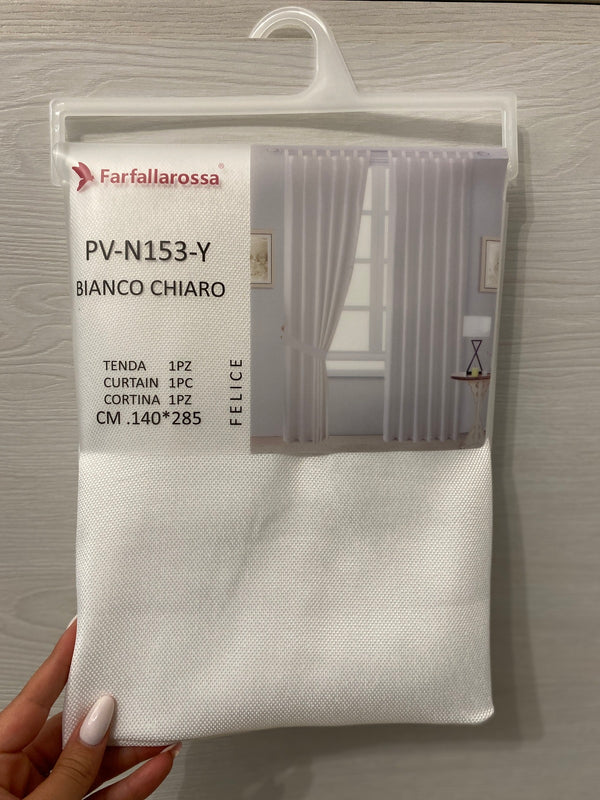 Farfallarossa®
PV-N153-Y
BIANCO CHIARO
TENDA 1PZ
CURTAIN 1PC
CORTINA 1PZ
CM .140*285
FELICE